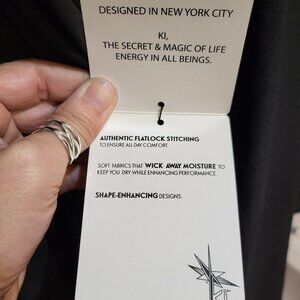 DESIGNED IN NEW YORK CITY
KI,
THE SECRET & MAGIC OF LIFE
ENERGY IN ALL BEINGS.
AUTHENTIC FLATLOCK STITCHING
TO ENSURE ALL DAY COMFORT.
SOFT FABRICS THAT WICK AWAY MOISTURE TO
KEEP YOU DRY WHILE ENHANCING PERFORMANCE.
SHAPE-ENHANCING DESIGNS.